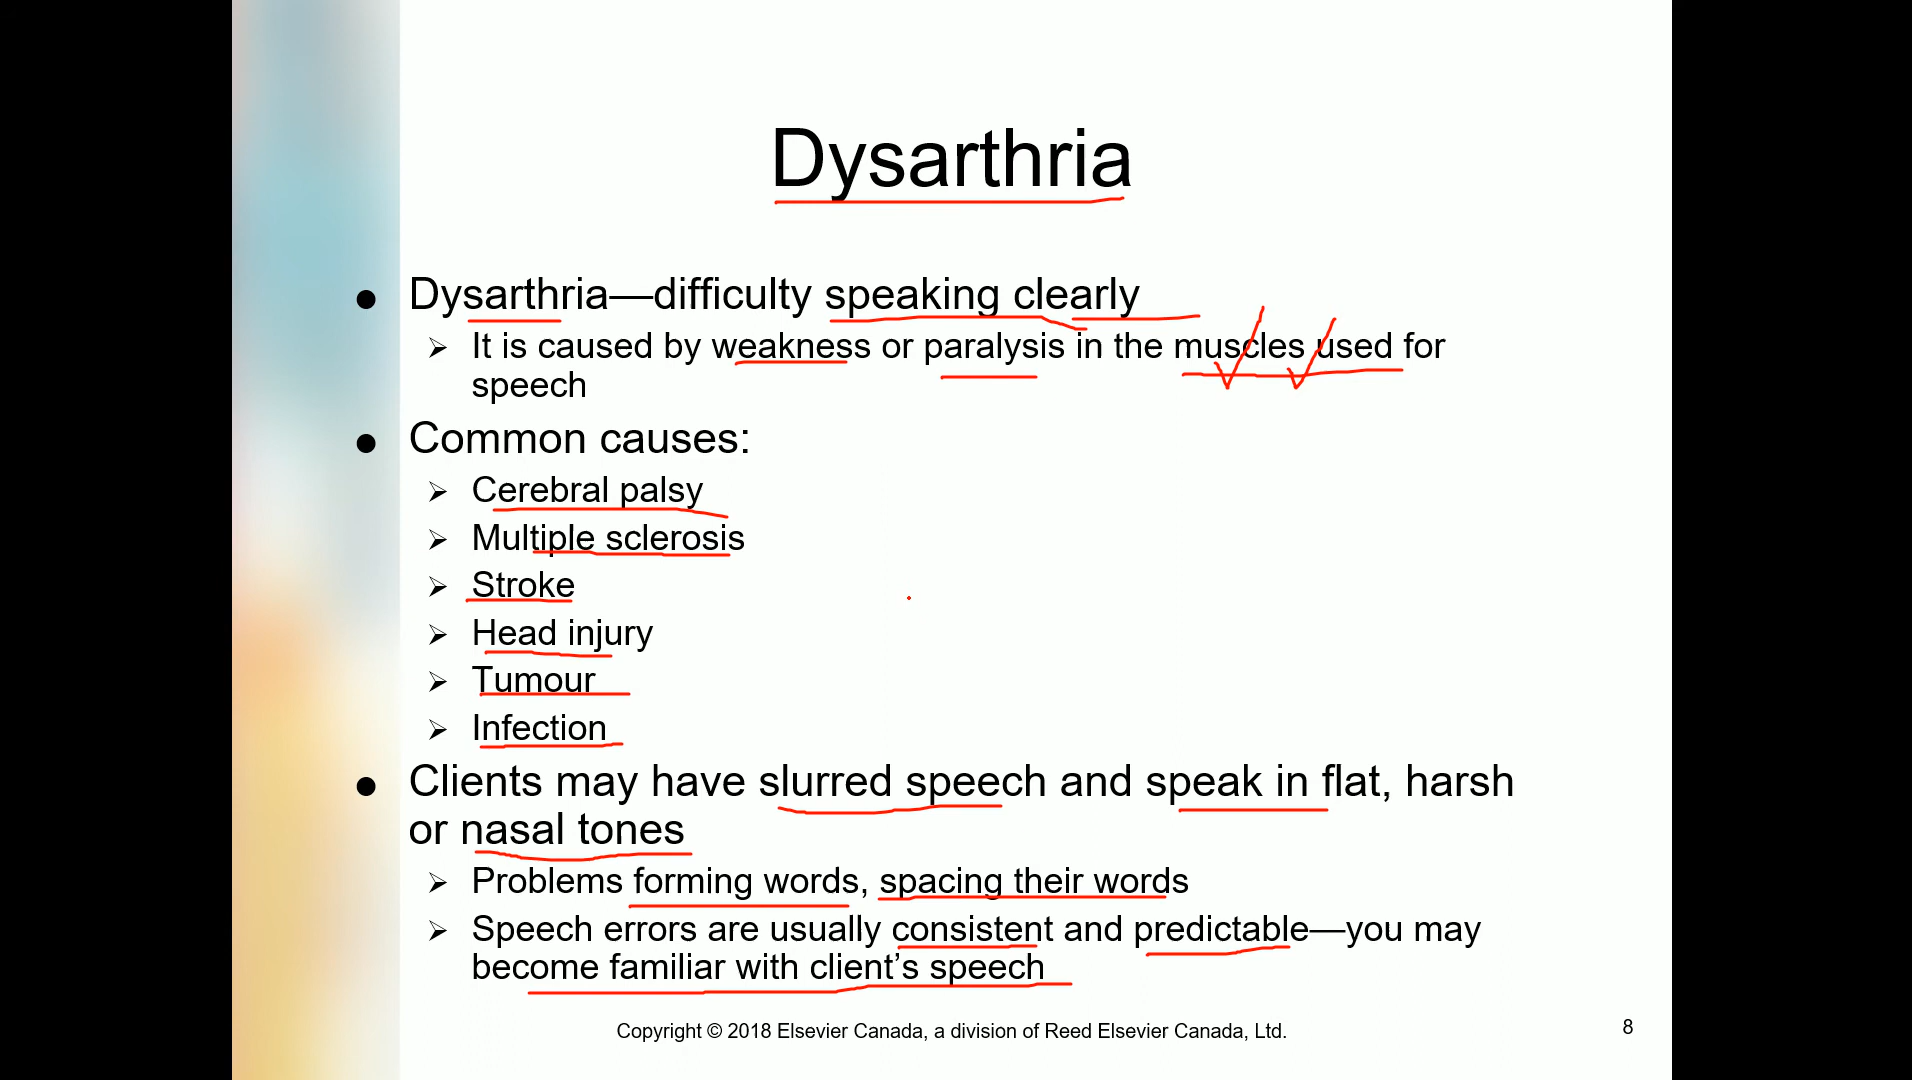 Dysarthria
● Dysarthria—difficulty speaking clearly
➢ It is caused by weakness or paralysis in the muscles used for
speech
● Common causes:
➢ Cerebral palsy
➢ Multiple sclerosis
➢ Stroke
➢ Head injury
➢ Tumour
➢ Infection
● Clients may have slurred speech and speak in flat, harsh
or nasal tones
➢ Problems forming words, spacing their words
➢ Speech errors are usually consistent and predictable—you may
become familiar with client’s speech
Copyright © 2018 Elsevier Canada, a division of Reed Elsevier Canada, Ltd.
8